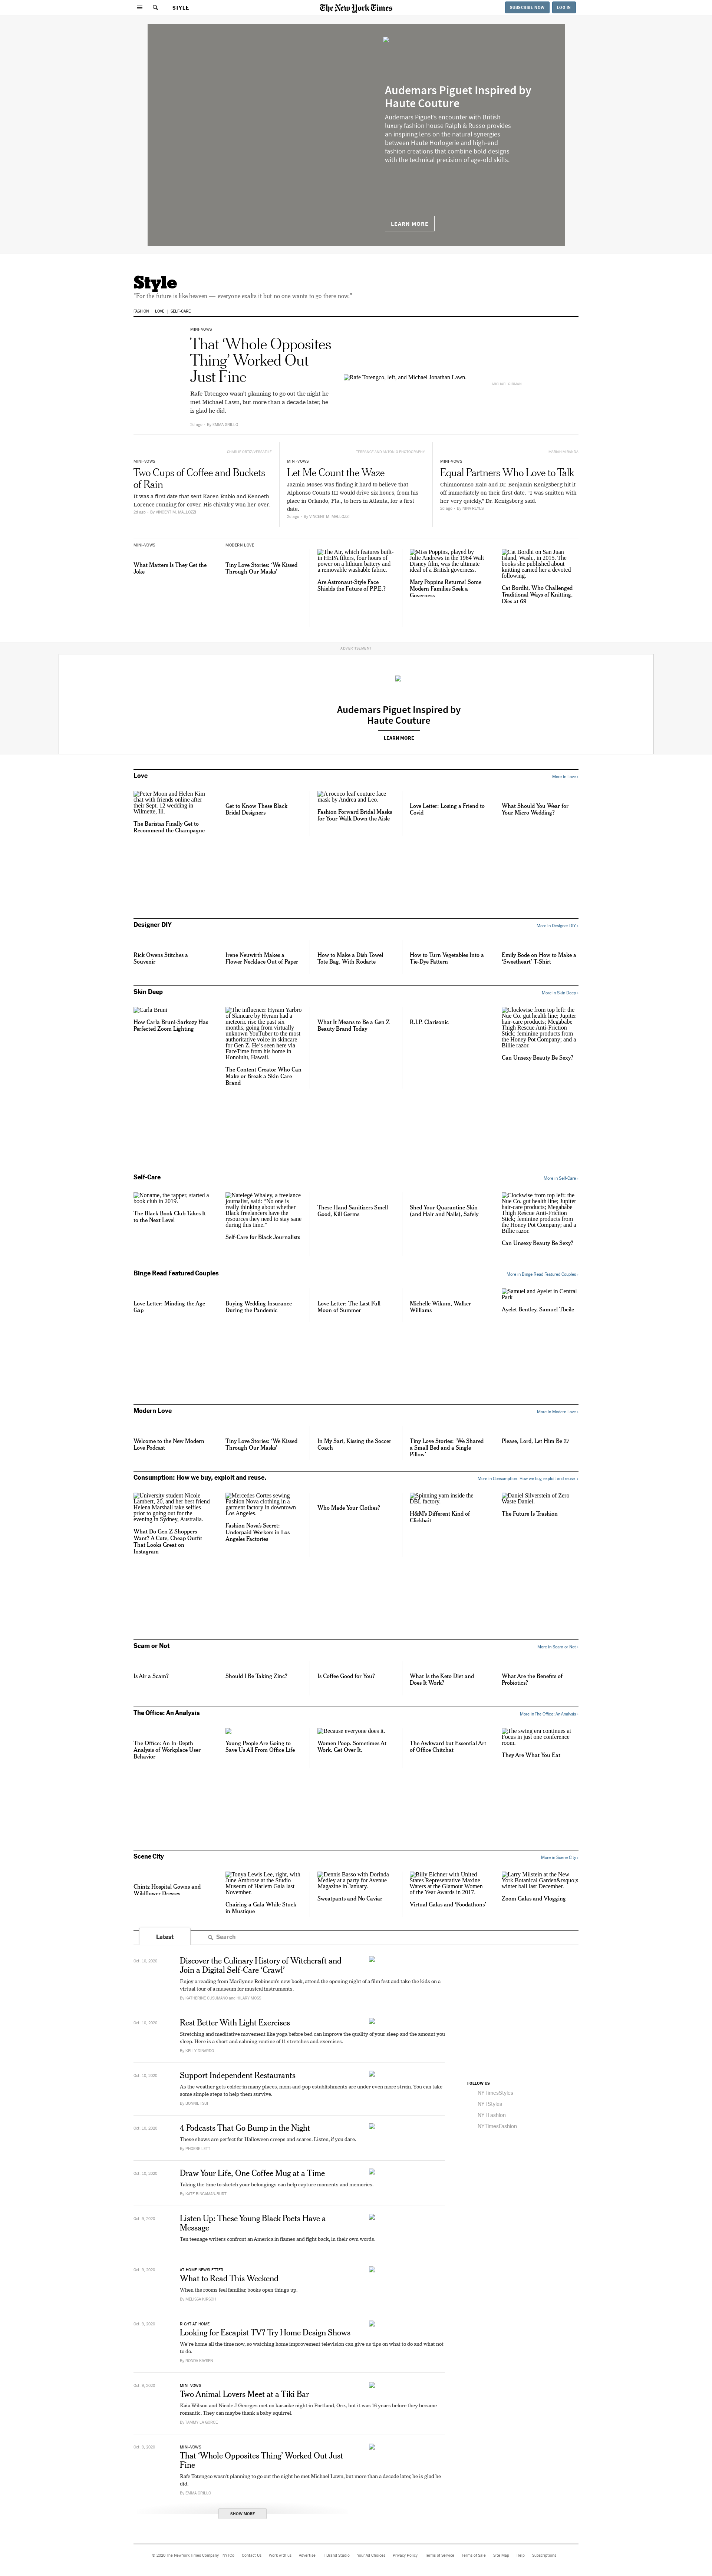 STYLE
The New York Times
SUBSCRIBE NOW
LOG IN
Audemars Piguet Inspired by
Haute Couture
Audemars Piguet's encounter with British
luxury fashion house Ralph & Russo provides
an inspiring lens on the natural synergies
between Haute Horlogerie and high-end
fashion creations that combine bold designs
with the technical precision of age-old skills.
LEARN MORE
Style
"For the future is like heaven — everyone exalts it but no one wants to go there now."
FASHION | LOVE | SELF-CARE
MINI-VOWS
That ‘Whole Opposites
Thing’ Worked Out
Just Fine
Rafe Totengco wasn't planning to go out the night he
met Michael Lawn, but more than a decade later, he
is glad he did.
2d ago · By EMMA GRILLO
Rafe Totengco, left, and Michael Jonathan Lawn.
MINI-VOWS
Two Cups of Coffee and Buckets
of Rain
It was a first date that sent Karen Rubio and Kenneth
Lorence running for cover. His chivalry won her over.
2d ago · By VINCENT M. MALLOZZI
MINI-VOWS
Let Me Count the Waze
Jazmin Moses was finding it hard to believe that
Alphonso Counts III would drive six hours, from his
place in Orlando, Fla., to hers in Atlanta, for a first
date.
2d ago · By VINCENT M. MALLOZZI
MINI-VOWS
Equal Partners Who Love to Talk
Chinnonmnso Kalo and Dr. Benjamin Kenigsberg hit it
off immediately on their first date. “I was smitten with
her very quickly,” Dr. Kenigsberg said.
2d ago · By NINA REYES
MINI-VOWS
What Matters Is They Get the
Joke
MODERN LOVE
Tiny Love Stories: ‘We Kissed
Through Our Masks’
The Air, which features built-
in HEPA filters, four hours of
power on a lithium battery and
a removable washable fabric.
Are Astronaut-Style Face
Shields the Future of P.P.E.?
Miss Poppins, played by
Julie Andrews in the 1964 Walt
Disney film, was the ultimate
ideal of a British governess.
Mary Poppins Returns! Some
Modern Families Seek a
Governess
Cat Bordhi on San Juan
Island, Wash., in 2015. The
books she published about
knitting earned her a devoted
following.
Cat Bordhi, Who Challenged
Traditional Ways of Knitting,
Dies at 69
ADVERTISEMENT
Audemars Piguet Inspired by
Haute Couture
LEARN MORE
Love
More in Love ›
Peter Moon and Helen Kim
chat with friends online after
their Sept. 12 wedding in
Wilmette, Ill.
The Baristas Finally Get to
Recommend the Champagne
Get to Know These Black
Bridal Designers
A rococo leaf couture face
mask by Andrea and Leo.
Fashion Forward Bridal Masks
for Your Walk Down the Aisle
Love Letter: Losing a Friend to
Covid
What Should You Wear for
Your Micro Wedding?
Designer DIY
More in Designer DIY ›
Rick Owens Stitches a
Souvenir
Irene Neuwirth Makes a
Flower Necklace Out of Paper
How to Make a Dish Towel
Tote Bag, With Rodarte
How to Turn Vegetables Into a
Tie-Dye Pattern
Emily Bode on How to Make a
‘Sweetheart’ T-Shirt
Skin Deep
More in Skin Deep ›
Carla Bruni
How Carla Bruni-Sarkozy Has
Perfected Zoom Lighting
The influencer Hyram Yarbro
of Skincare by Hyram had a
meteoric rise the past six
months, going from virtually
unknown YouTube to the most
authoritative voice in skincare
for Gen Z. He’s seen here via
FaceTime from his home in
Honolulu, Hawaii.
The Content Creator Who Can
Make or Break a Skin Care
Brand
What It Means to Be a Gen Z
Beauty Brand Today
R.I.P. Clarisonic
Clockwise from top left: the
Nue Co. gut health line; Jupiter
hair-care products; Megababe
Thigh Rescue Anti-Friction
Stick; feminine products from
the Honey Pot Company; and a
Billie razor.
Can Unsexy Beauty Be Sexy?
Self-Care
More in Self-Care ›
Noname, the rapper, started a
book club in 2019.
The Black Book Club Takes It
to the Next Level
Natelegé Whaley, a freelance
journalist, said: “No one is
really thinking about whether
Black freelancers have the
resources they need to stay sane
during this time.”
Self-Care for Black Journalists
These Hand Sanitizers Smell
Good, Kill Germs
Shed Your Quarantine Skin
(and Hair and Nails), Safely
Clockwise from top left: the
Nue Co. gut health line; Jupiter
hair-care products; Megababe
Thigh Rescue Anti-Friction
Stick; feminine products from
the Honey Pot Company; and a
Billie razor.
Can Unsexy Beauty Be Sexy?
Binge Read Featured Couples
More in Binge Read Featured Couples ›
Love Letter: Minding the Age
Gap
Buying Wedding Insurance
During the Pandemic
Love Letter: The Last Full
Moon of Summer
Michelle Wikum, Walker
Williams
Samuel and Ayelet in Central
Park
Ayelet Bentley, Samuel Thede
Modern Love
More in Modern Love ›
Welcome to the New Modern
Love Podcast
Tiny Love Stories: ‘We Kissed
Through Our Masks’
In My Sari, Kissing the Soccer
Coach
Tiny Love Stories: ‘We Shared
a Small Bed and a Single
Pillow’
Please, Lord, Let Him Be 27
Consumption: How we buy, exploit and reuse.
More in Consumption: How we buy, exploit and reuse. ›
University student Nicole
Lambert, 20, and her best friend
Helena Marshall take selfies
prior to going out for the
evening in Sydney, Australia.
What Do Gen Z Shoppers
Want? A Cute, Cheap Outfit
That Looks Great on
Instagram
Mercedes Cortes sewing
Fashion Nova clothing in a
garment factory in downtown
Los Angeles.
Fashion Nova’s Secret:
Underpaid Workers in Los
Angeles Factories
Who Made Your Clothes?
Spinning yarn inside the
DBL factory.
H&M’s Different Kind of
Clickbait
Daniel Silverstein of Zero
Waste Daniel.
The Future Is Trashion
Scam or Not
More in Scam or Not ›
Is Air a Scam?
Should I Be Taking Zinc?
Is Coffee Good for You?
What Is the Keto Diet and
Does It Work?
What Are the Benefits of
Probiotics?
The Office: An Analysis
More in The Office: An Analysis ›
The Office: An In-Depth
Analysis of Workplace User
Behavior
Young People Are Going to
Save Us All From Office Life
Because everyone does it.
Women Poop. Sometimes At
Work. Get Over It.
The Awkward but Essential Art
of Office Chitchat
The swing era continues at
Focus in just one conference
room.
They Are What You Eat
Scene City
More in Scene City ›
Chintz Hospital Gowns and
Wildflower Dresses
Tonya Lewis Lee, right, with
June Ambrose at the Studio
Museum of Harlem Gala last
November.
Chairing a Gala While Stuck
in Mustique
Dennis Basso with Dorinda
Medley at a party for Avenue
Magazine in January.
Sweatpants and No Caviar
Billy Eichner with United
States Representative Maxine
Waters at the Glamour Women
of the Year Awards in 2017.
Virtual Galas and ‘Foodathons’
Larry Milstein at the New
York Botanical Garden&rsquo;s
winter ball last December.
Zoom Galas and Vlogging
Latest
Search
Oct. 10, 2020
Discover the Culinary History of Witchcraft and
Join a Digital Self-Care ‘Crawl’
Enjoy a reading from Marilynne Robinson’s new book, attend the opening night of a film fest and take the kids on a
virtual tour of a museum for musical instruments.
By KATHERINE CUSUMANO and HILARY MOSS
Oct. 10, 2020
Rest Better With Light Exercises
Stretching and meditative movement like yoga before bed can improve the quality of your sleep and the amount you
sleep. Here is a short and calming routine of 11 stretches and exercises.
By KELLY DINARDO
Oct. 10, 2020
Support Independent Restaurants
As the weather gets colder in many places, mom-and-pop establishments are under even more strain. You can take
some simple steps to help them survive.
By BONNIE TSUI
Oct. 10, 2020
4 Podcasts That Go Bump in the Night
These shows are perfect for Halloween creeps and scares. Listen, if you dare.
By PHOEBE LETT
Oct. 10, 2020
Draw Your Life, One Coffee Mug at a Time
Taking the time to sketch your belongings can help capture moments and memories.
By KATE BINGAMAN-BURT
Oct. 9, 2020
Listen Up: These Young Black Poets Have a
Message
Ten teenage writers confront an America in flames and fight back, in their own words.
Oct. 9, 2020
AT HOME NEWSLETTER
What to Read This Weekend
When the rooms feel familiar, books open things up.
By MELISSA KIRSCH
Oct. 9, 2020
RIGHT AT HOME
Looking for Escapist TV? Try Home Design Shows
We’re home all the time now, so watching home improvement television can give us tips on what to do and what not
to do.
By RONDA KAYSEN
Oct. 9, 2020
MINI-VOWS
Two Animal Lovers Meet at a Tiki Bar
Kaia Wilson and Nicole J Georges met on karaoke night in Portland, Ore., but it was 16 years before they became
romantic. They can maybe thank a baby squirrel.
By TAMMY LA GORCE
Oct. 9, 2020
MINI-VOWS
That ‘Whole Opposites Thing’ Worked Out Just
Fine
Rafe Totengco wasn’t planning to go out the night he met Michael Lawn, but more than a decade later, he is glad he
did.
By EMMA GRILLO
SHOW MORE
FOLLOW US
NYTimesStyles
NYTStyles
NYTFashion
NYTimesFashion
© 2020 The New York Times Company
NYTCo
Contact Us
Work with us
Advertise
T Brand Studio
Your Ad Choices
Privacy Policy
Terms of Service
Terms of Sale
Site Map
Help
Subscriptions